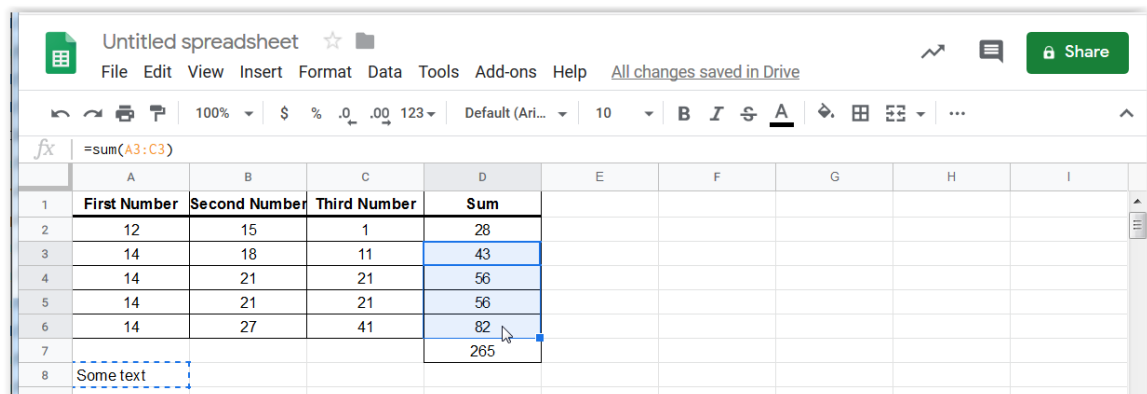 Untitled spreadsheet
File Edit View Insert Format Data Tools Add-ons Help All changes saved in Drive
Share
100% $ % .0 .00 123 Default (Ari... 10 B I S A ...
fx =sum(A3:C3)
A B C D E F G H I
1 First Number Second Number Third Number Sum
2 12 15 1 28
3 14 18 11 43
4 14 21 21 56
5 14 21 21 56
6 14 27 41 82
7 265
8 Some text